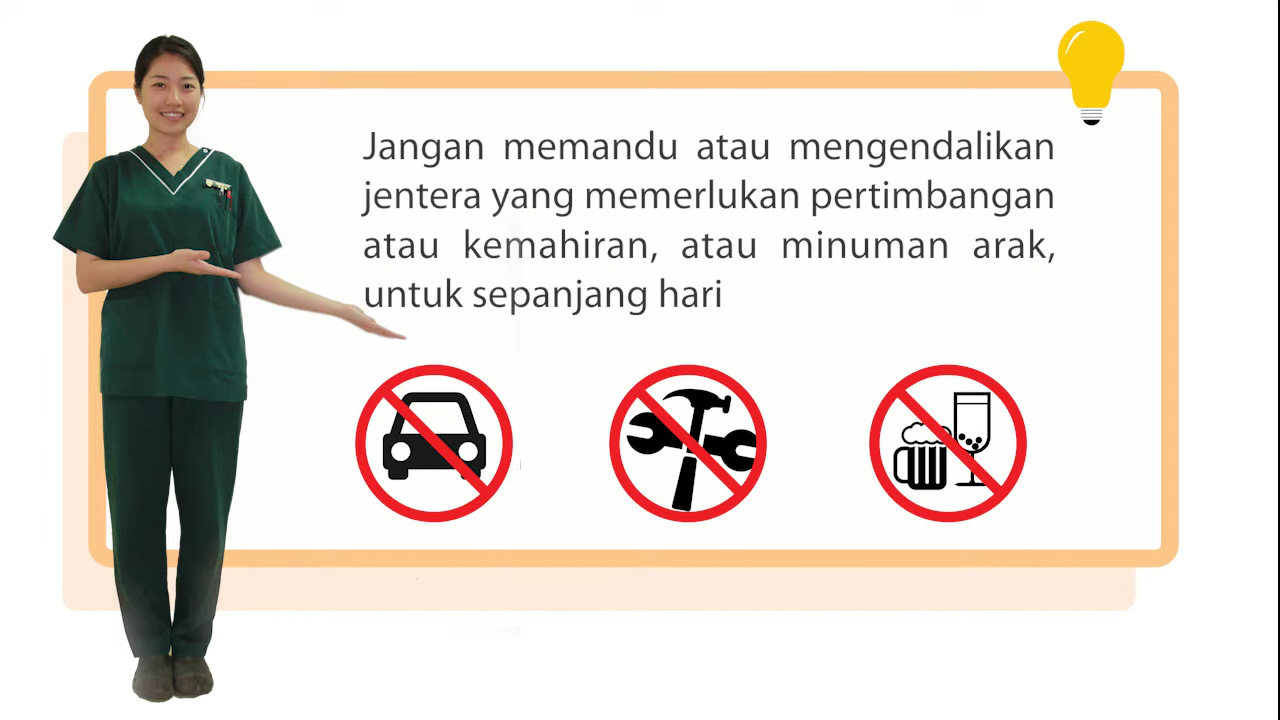 Jangan memandu atau mengendalikan
jentera yang memerlukan pertimbangan
atau kemahiran, atau minuman arak,
untuk sepanjang hari